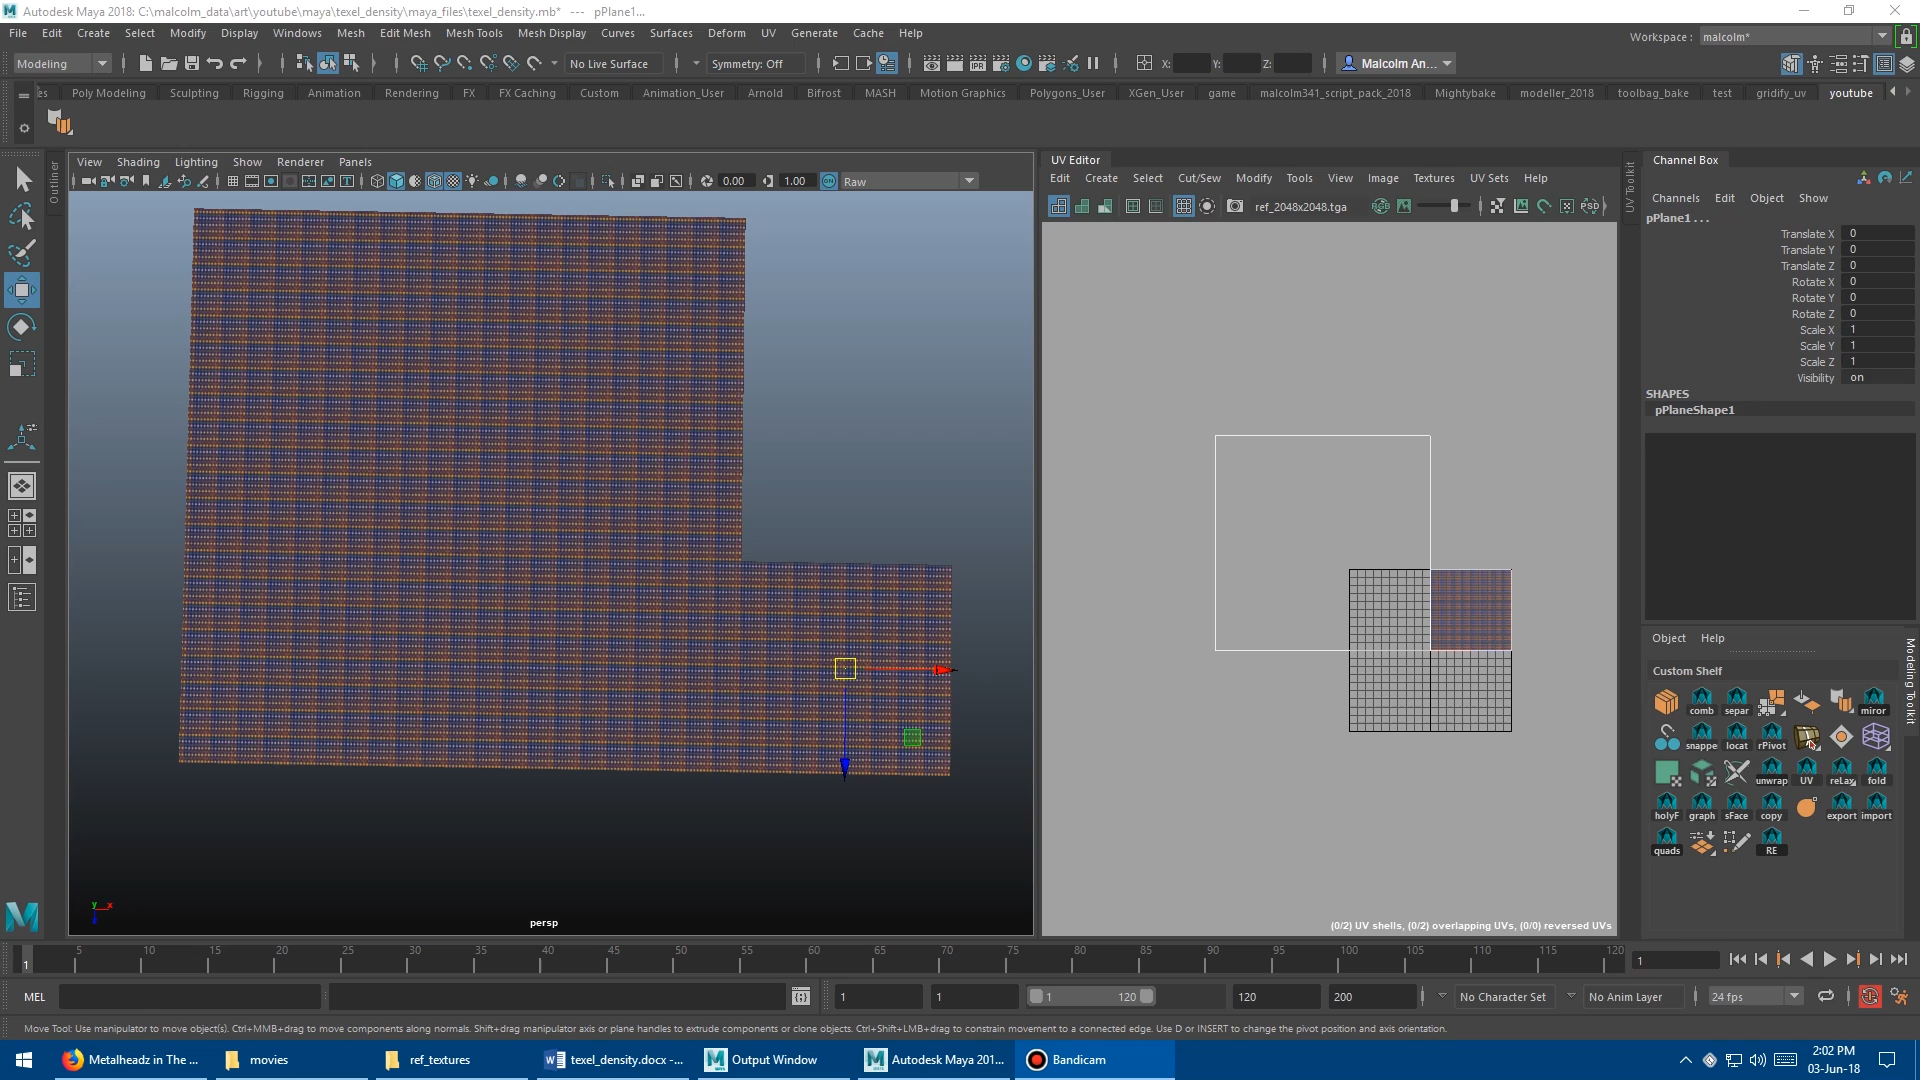 Autodesk Maya 2018: C:\malcolm_data\art\youtube\maya\texel_density\maya_files\texel_density.mb* --- pPlane1...
File Edit Create Select Modify Display Windows Mesh Edit Mesh Mesh Tools Mesh Display Curves Surfaces Deform UV Generate Cache Help
Workspace : malcolm*
Modeling No Live Surface Symmetry: Off X: Y: Z: Malcolm An...
es Poly Modeling Sculpting Rigging Animation Rendering FX FX Caching Custom Animation_User Arnold Bifrost MASH Motion Graphics Polygons_User XGen_User game malcolm341_script_pack_2018 Mightybake modeller_2018 toolbag_bake test gridify_uv youtube
Outliner
View Shading Lighting Show Renderer Panels
0.00 1.00 ON Raw
persp
UV Editor
Edit Create Select Cut/Sew Modify Tools View Image Textures UV Sets Help
ref_2048x2048.tga RGB PSD
(0/2) UV shells, (0/2) overlapping UVs, (0/0) reversed UVs
UV Toolkit
Channel Box
Channels Edit Object Show
pPlane1 ...
Translate X 0
Translate Y 0
Translate Z 0
Rotate X 0
Rotate Y 0
Rotate Z 0
Scale X 1
Scale Y 1
Scale Z 1
Visibility on
SHAPES
pPlaneShape1
Object Help
Custom Shelf
comb separ miror
snappe locat rPivot
unwrap UV reLax fold
holyF graph sFace copy export import
quads RE
Modeling Toolkit
1 5 10 15 20 25 30 35 40 45 50 55 60 65 70 75 80 85 90 95 100 105 110 115 120 1
MEL 1 1 1 120 120 200 No Character Set No Anim Layer 24 fps
Move Tool: Use manipulator to move object(s). Ctrl+MMB+drag to move components along normals. Shift+drag manipulator axis or plane handles to extrude components or clone objects. Ctrl+Shift+LMB+drag to constrain movement to a connected edge. Use D or INSERT to change the pivot position and axis orientation.
Metalheadz in The ... movies ref_textures texel_density.docx -... Output Window Autodesk Maya 201... Bandicam
2:02 PM
03-Jun-18